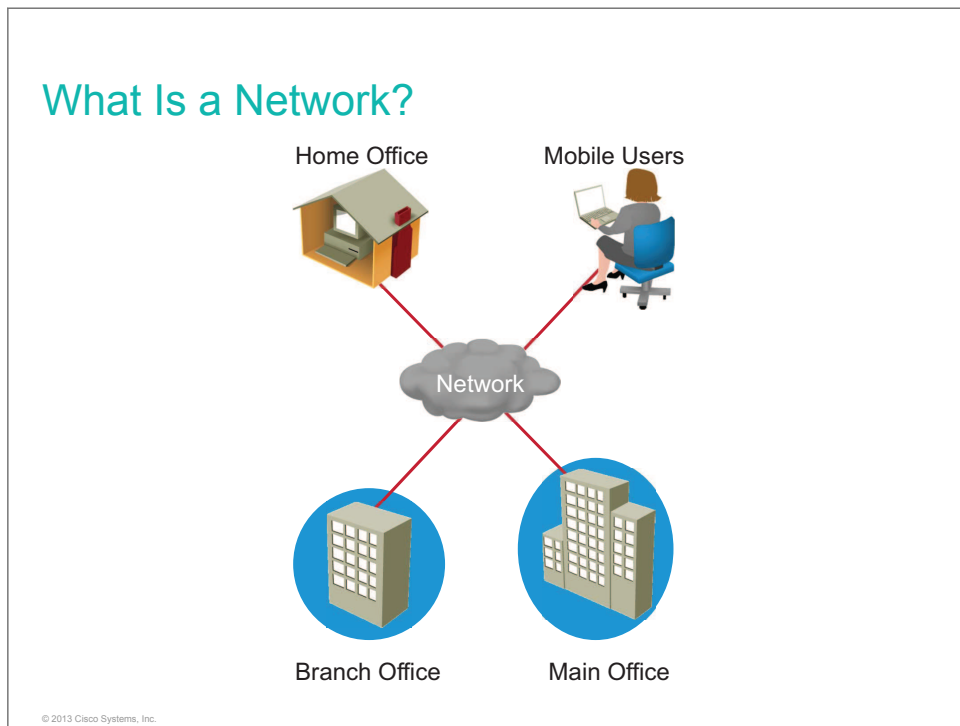 What Is a Network?
Home Office
Mobile Users
Network
Branch Office
Main Office
© 2013 Cisco Systems, Inc.